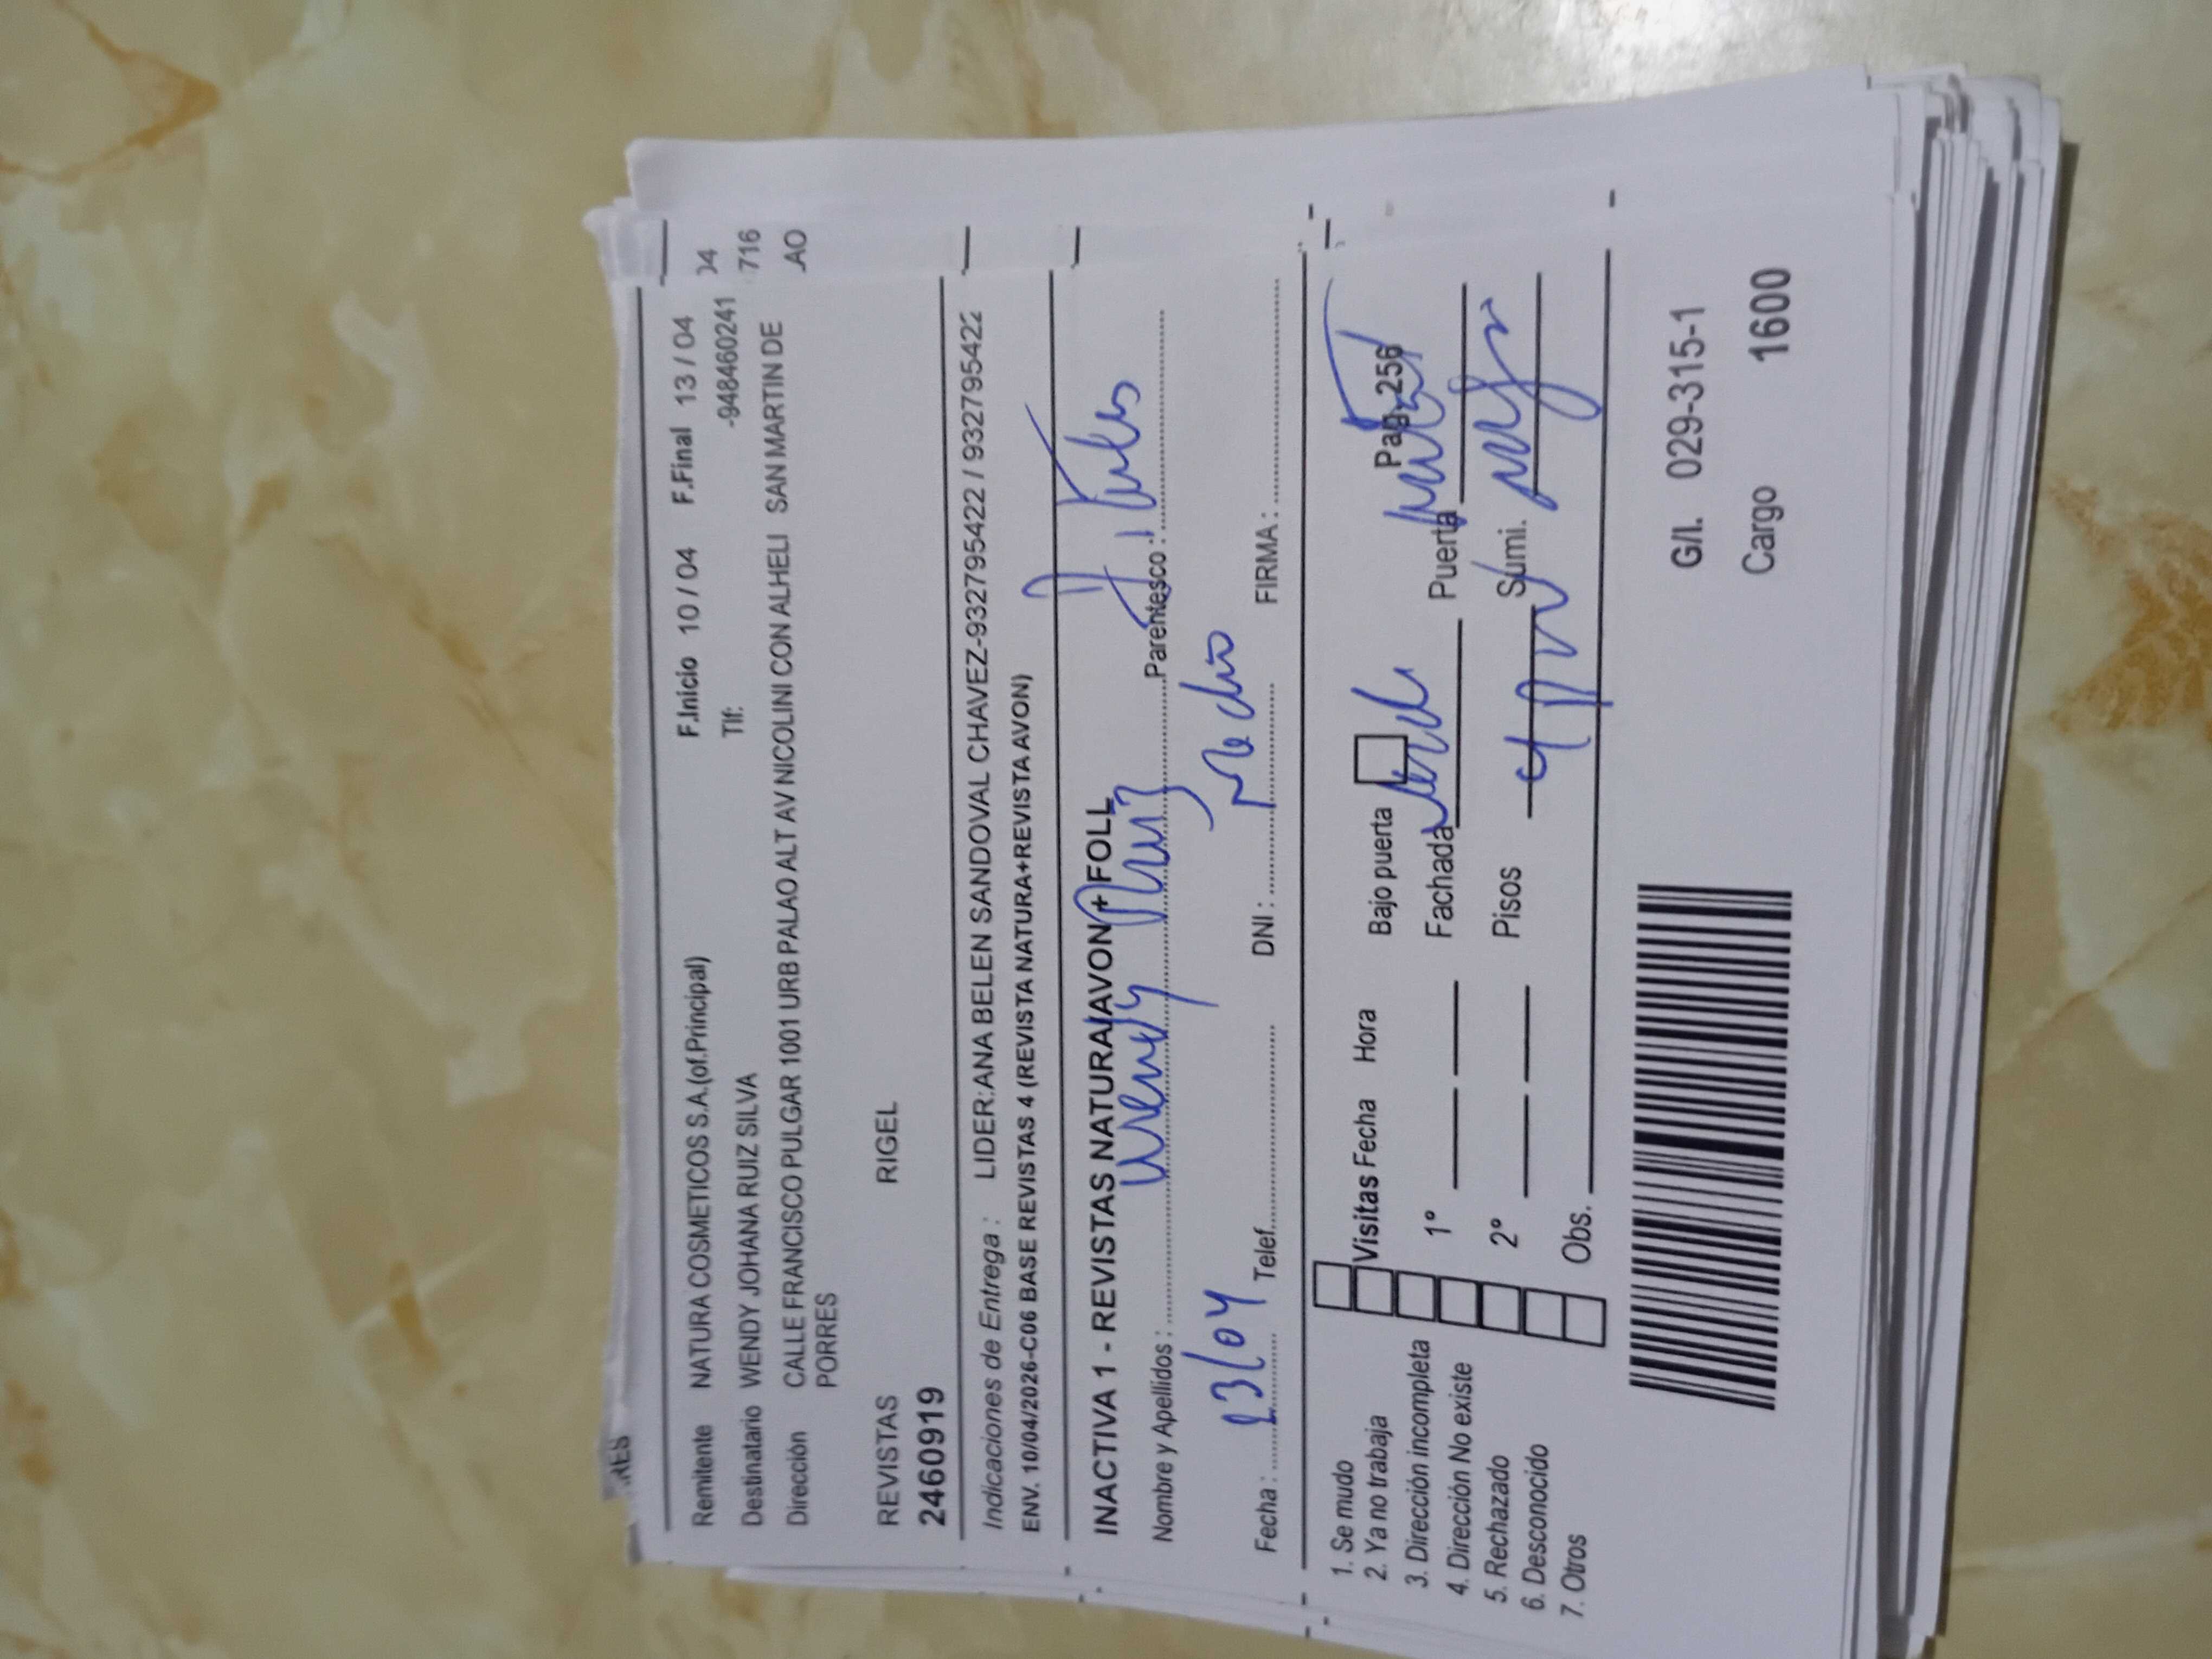 RES
Remitente NATURA COSMETICOS S.A.(of.Principal) F.Inicio 10 / 04 F.Final 13 / 04
Destinatario WENDY JOHANA RUIZ SILVA Tlf: -948460241 716
Dirección CALLE FRANCISCO PULGAR 1001 URB PALAO ALT AV NICOLINI CON ALHELI SAN MARTIN DE AO
PORRES
REVISTAS RIGEL
2460919
Indicaciones de Entrega : LIDER:ANA BELEN SANDOVAL CHAVEZ-932795422 / 932795422
ENV. 10/04/2026-C06 BASE REVISTAS 4 (REVISTA NATURA+REVISTA AVON)
INACTIVA 1 - REVISTAS NATURA/AVON + FOLL
Nombre y Apellidos : Wendy Ruiz Parentesco :
Fecha : 13/04 Telef. DNI : FIRMA :
1. Se mudo
2. Ya no trabaja
3. Dirección incompleta
4. Dirección No existe
5. Rechazado
6. Desconocido
7. Otros
Visitas Fecha Hora Bajo puerta Pag-256
1° Fachada Puerta
2° Pisos Sumi.
Obs.
G/I. 029-315-1
Cargo 1600